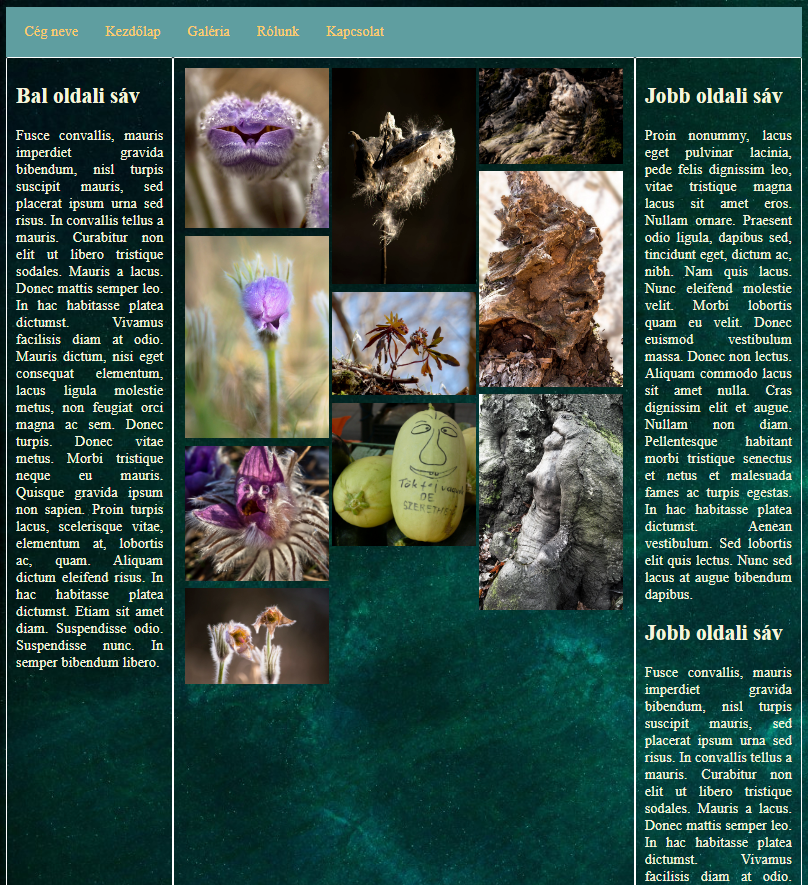 Cég neve Kezdőlap Galéria Rólunk Kapcsolat
Bal oldali sáv
Fusce convallis, mauris
imperdiet gravida
bibendum, nisl turpis
suscipit mauris, sed
placerat ipsum urna sed
risus. In convallis tellus a
mauris. Curabitur non
elit ut libero tristique
sodales. Mauris a lacus.
Donec mattis semper leo.
In hac habitasse platea
dictumst. Vivamus
facilisis diam at odio.
Mauris dictum, nisi eget
consequat elementum,
lacus ligula molestie
metus, non feugiat orci
magna ac sem. Donec
turpis. Donec vitae
metus. Morbi tristique
neque eu mauris.
Quisque gravida ipsum
non sapien. Proin turpis
lacus, scelerisque vitae,
elementum at, lobortis
ac, quam. Aliquam
dictum eleifend risus. In
hac habitasse platea
dictumst. Etiam sit amet
diam. Suspendisse odio.
Suspendisse nunc. In
semper bibendum libero.
DE
Jobb oldali sáv
Proin nonummy, lacus
eget pulvinar lacinia,
pede felis dignissim leo,
vitae tristique magna
lacus sit amet eros.
Nullam ornare. Praesent
odio ligula, dapibus sed,
tincidunt eget, dictum ac,
nibh. Nam quis lacus.
Nunc eleifend molestie
velit. Morbi lobortis
quam eu velit. Donec
euismod vestibulum
massa. Donec non lectus.
Aliquam commodo lacus
sit amet nulla. Cras
dignissim elit et augue.
Nullam non diam.
Pellentesque habitant
morbi tristique senectus
et netus et malesuada
fames ac turpis egestas.
In hac habitasse platea
dictumst. Aenean
vestibulum. Sed lobortis
elit quis lectus. Nunc sed
lacus at augue bibendum
dapibus.
Jobb oldali sáv
Fusce convallis, mauris
imperdiet gravida
bibendum, nisl turpis
suscipit mauris, sed
placerat ipsum urna sed
risus. In convallis tellus a
mauris. Curabitur non
elit ut libero tristique
sodales. Mauris a lacus.
Donec mattis semper leo.
In hac habitasse platea
dictumst. Vivamus
facilisis diam at odio.